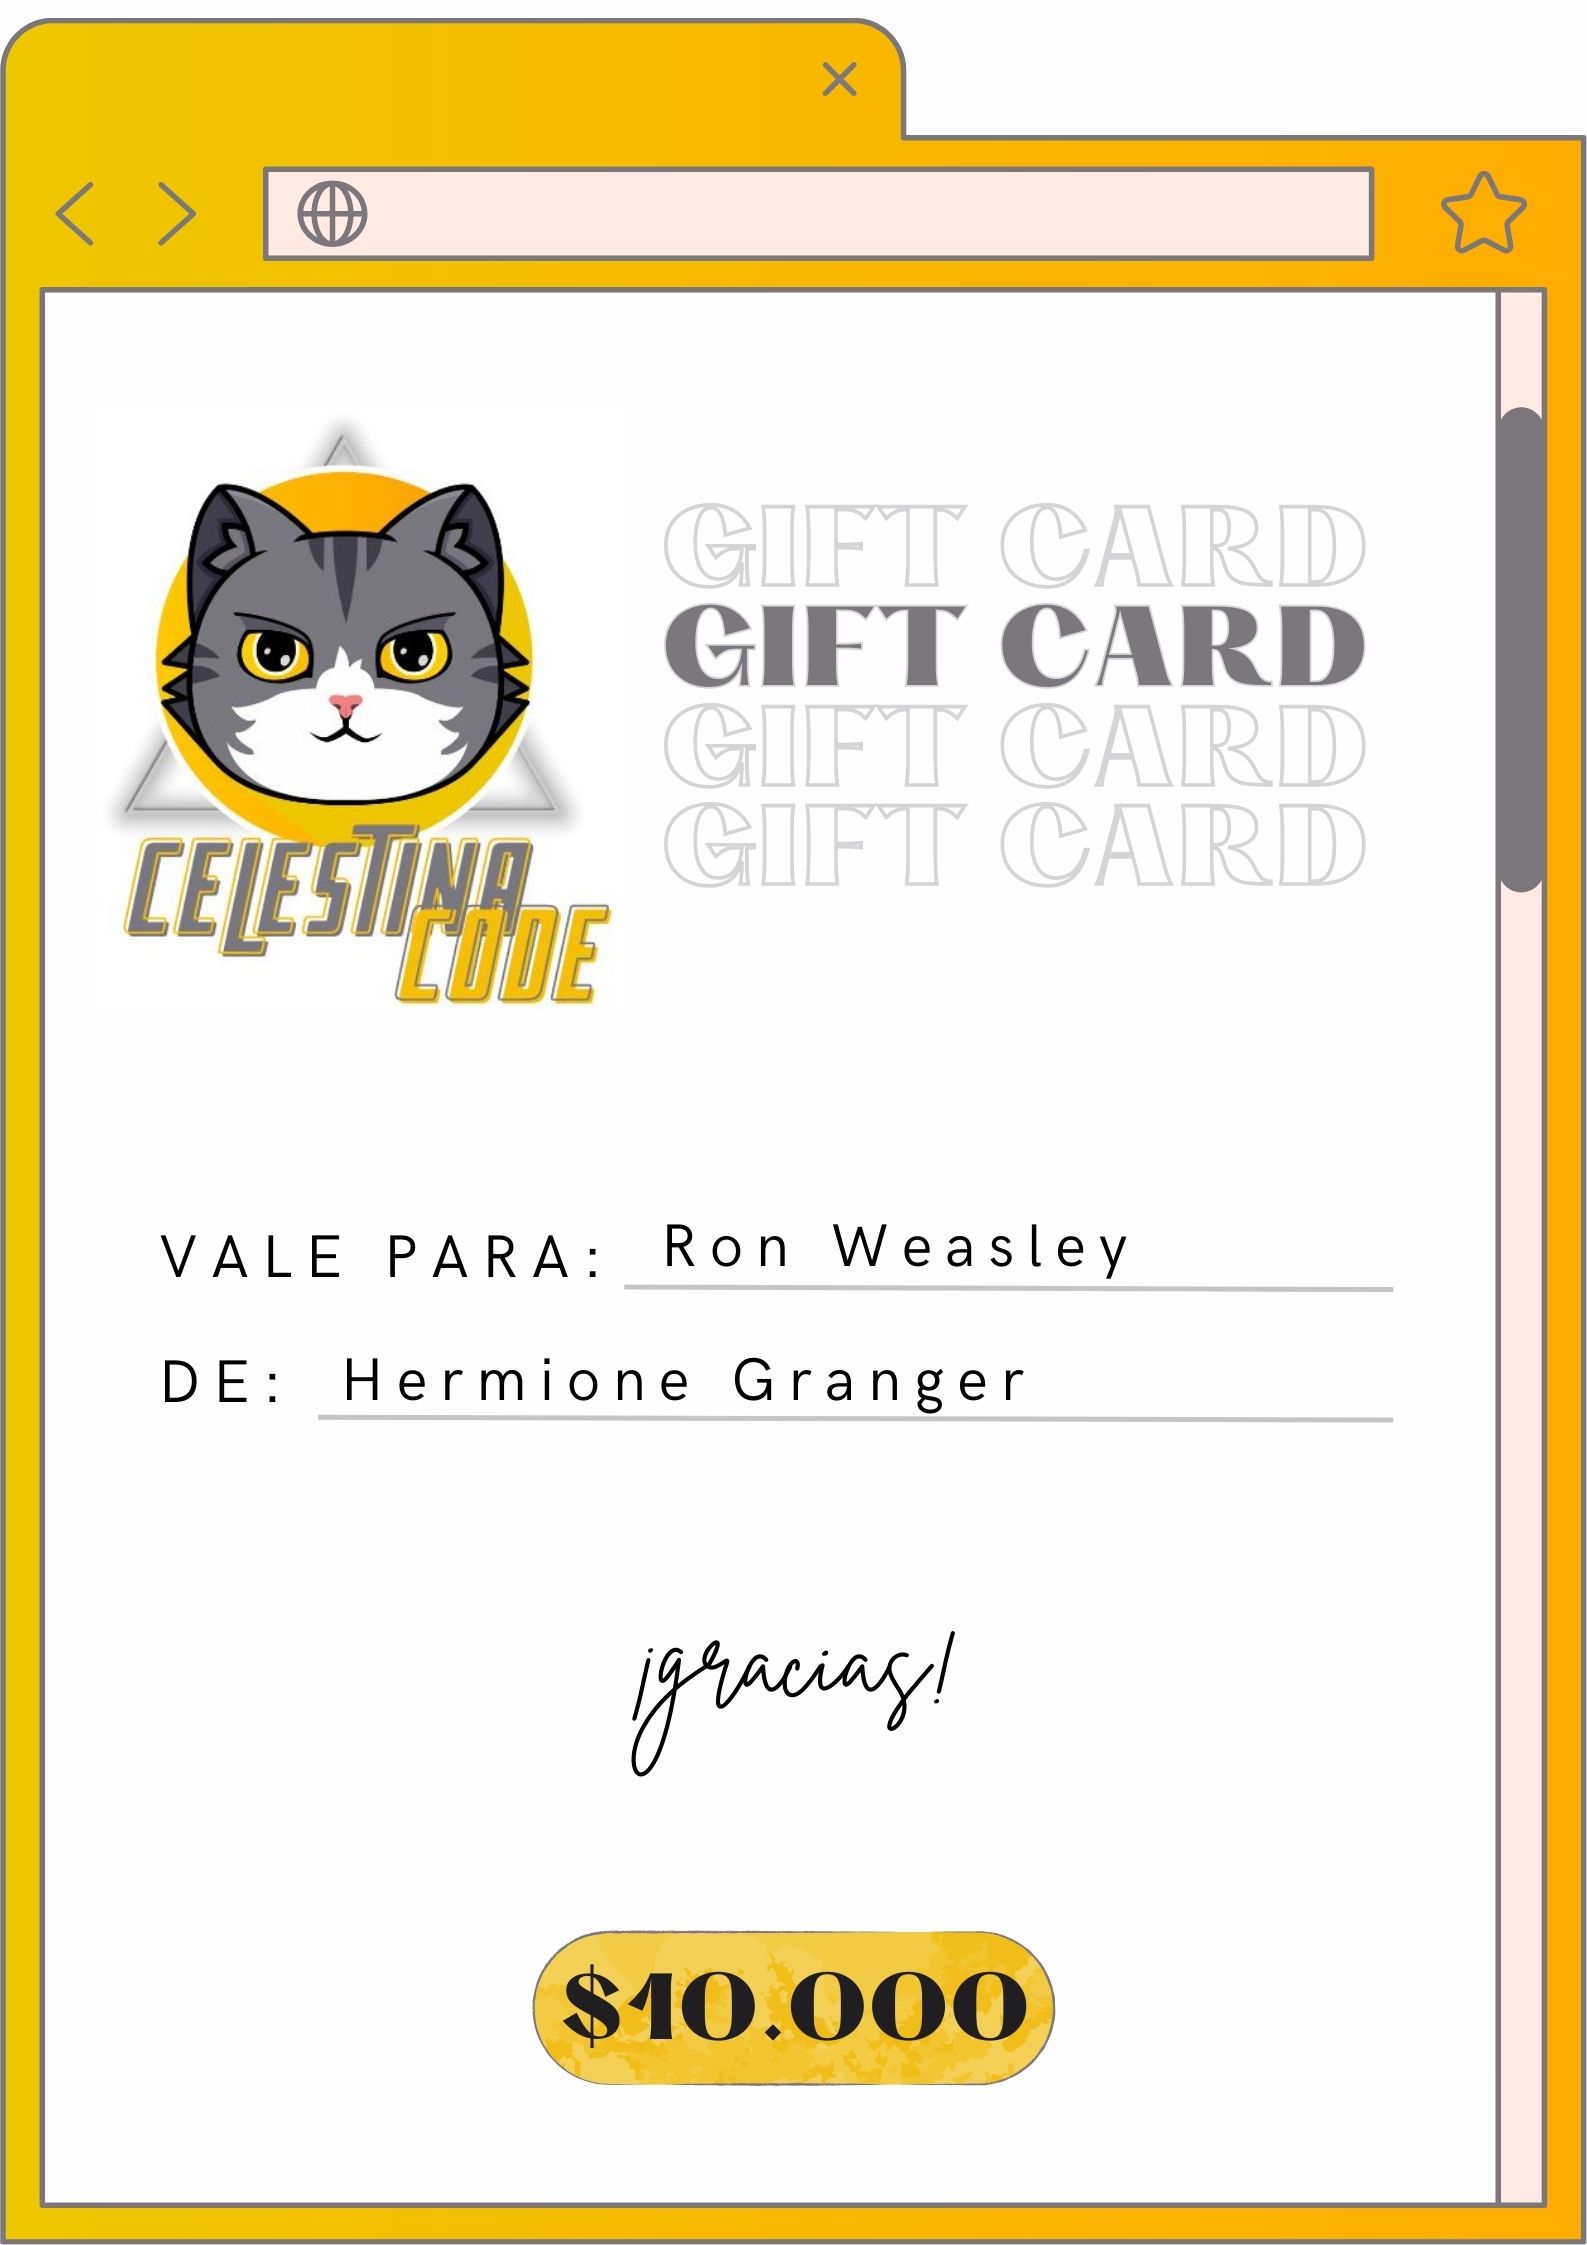 GIFT CARD
GIFT CARD
GIFT CARD
GIFT CARD
CELESTINA
CODE
VALE PARA: Ron Weasley
DE: Hermione Granger
¡gracias!
$10.000